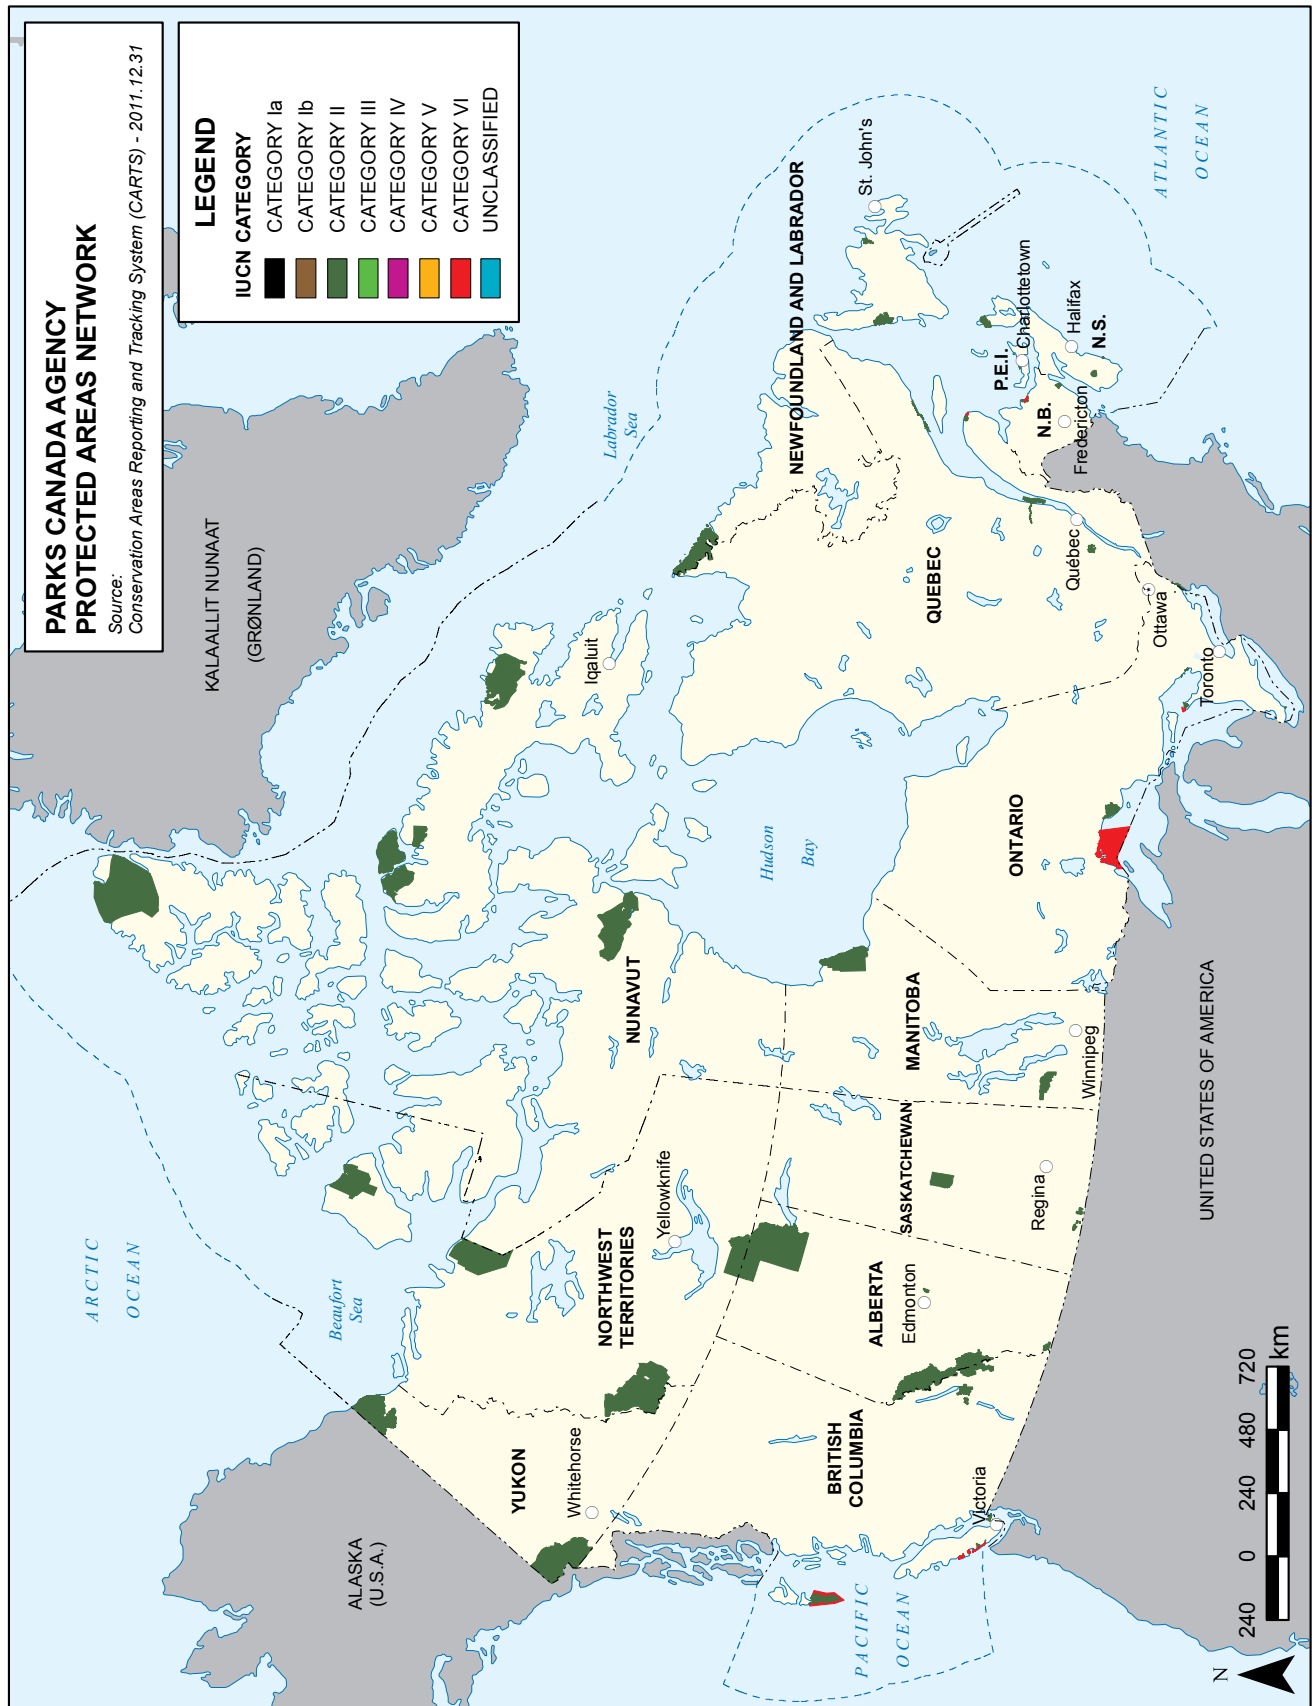 PARKS CANADA AGENCY
PROTECTED AREAS NETWORK
Source:
Conservation Areas Reporting and Tracking System (CARTS) - 2011.12.31
LEGEND
IUCN CATEGORY
CATEGORY Ia
CATEGORY Ib
CATEGORY II
CATEGORY III
CATEGORY IV
CATEGORY V
CATEGORY VI
UNCLASSIFIED
KALAALLIT NUNAAT
(GRØNLAND)
ARCTIC
OCEAN
Beaufort
Sea
Labrador
Sea
ATLANTIC
OCEAN
Hudson
Bay
PACIFIC
OCEAN
ALASKA
(U.S.A.)
YUKON
Whitehorse
NORTHWEST
TERRITORIES
Yellowknife
NUNAVUT
Iqaluit
BRITISH
COLUMBIA
Victoria
ALBERTA
Edmonton
SASKATCHEWAN
Regina
MANITOBA
Winnipeg
ONTARIO
Toronto
Ottawa
QUEBEC
Québec
NEWFOUNDLAND AND LABRADOR
St. John's
P.E.I.
Charlottetown
N.B.
Fredericton
Halifax
N.S.
UNITED STATES OF AMERICA
N
240 0 240 480 720
km